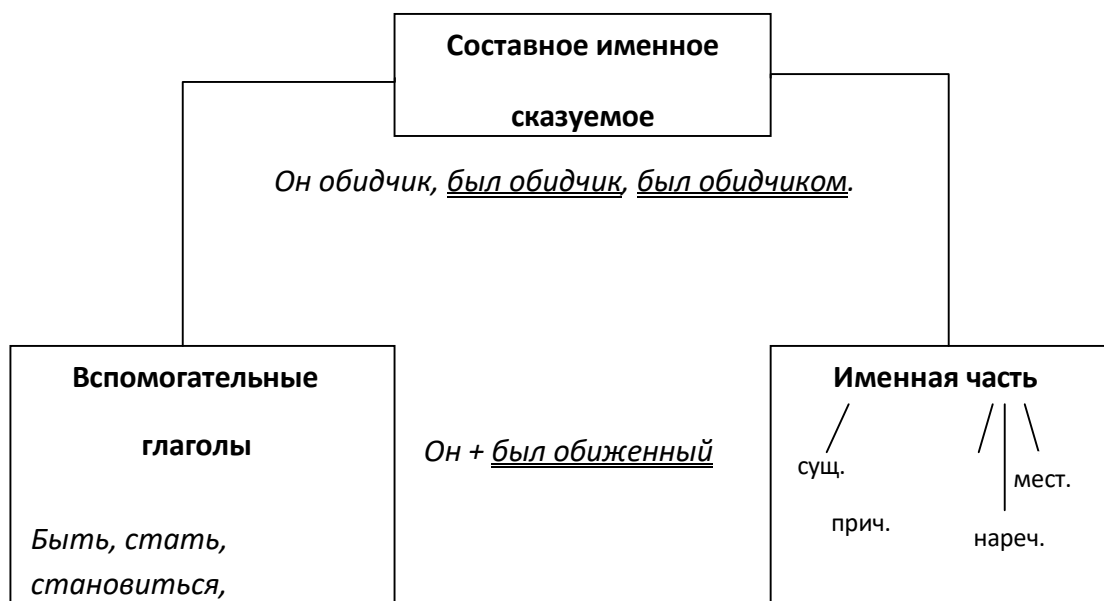 Составное именное
сказуемое
Он обидчик, был обидчик, был обидчиком.
Вспомогательные
глаголы
Быть, стать,
становиться,
Он + был обиженный
Именная часть
сущ.
мест.
прич.
нареч.